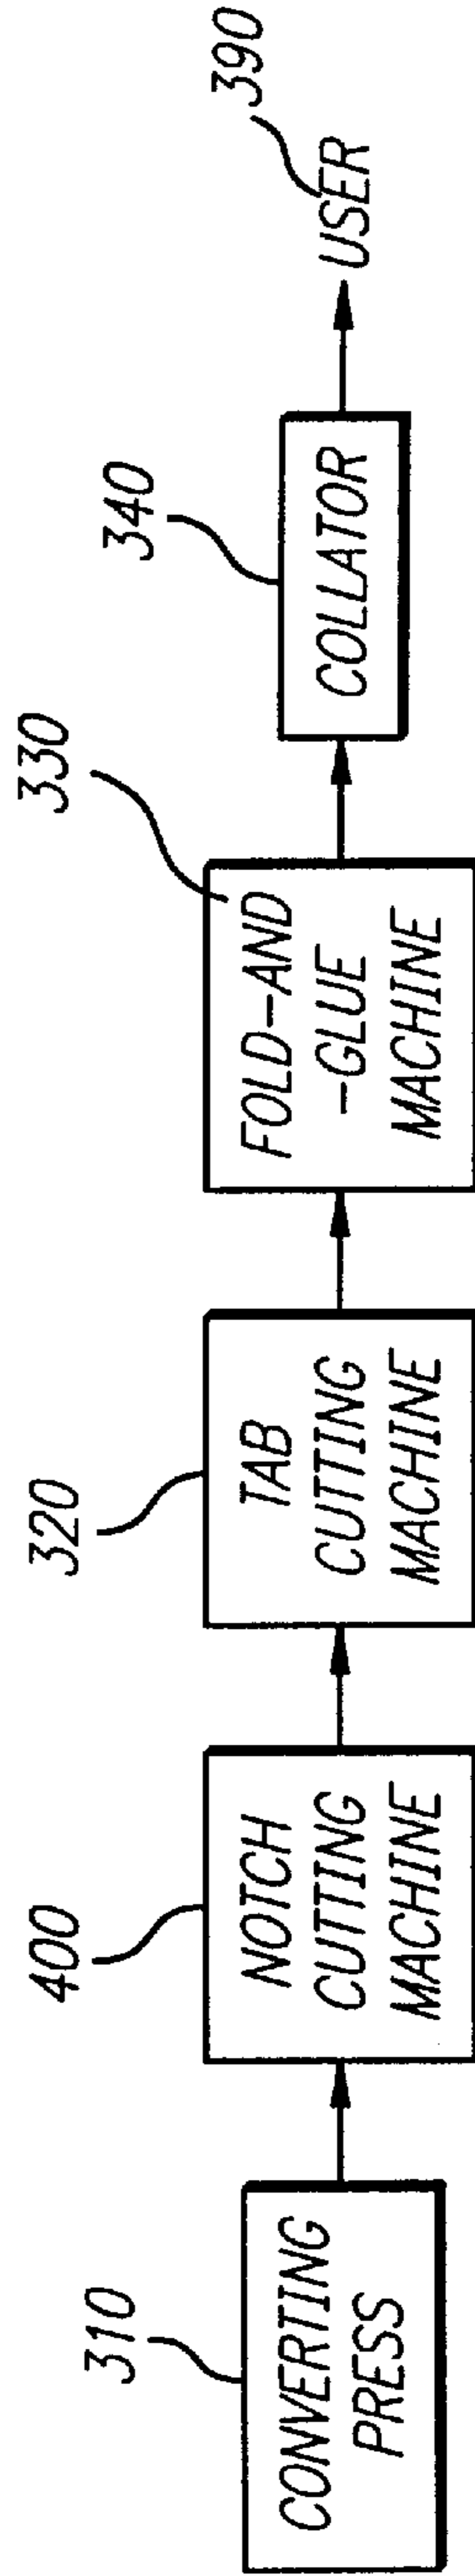 310
CONVERTING
PRESS
400
NOTCH
CUTTING
MACHINE
320
TAB
CUTTING
MACHINE
330
FOLD-AND
-GLUE
MACHINE
340
COLLATOR
USER
390